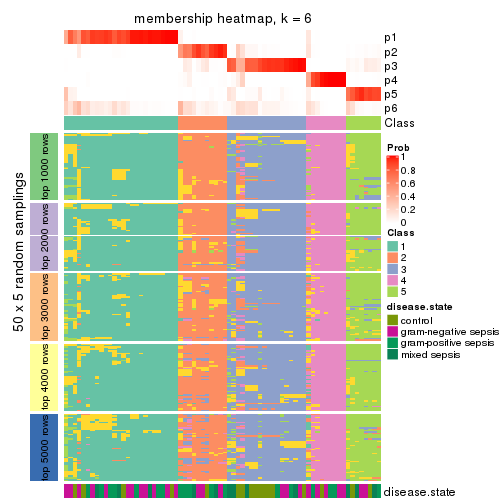 membership heatmap, k = 6
p1
p2
p3
p4
p5
p6
Class
50 x 5 random samplings
top 1000 rows
top 2000 rows
top 3000 rows
top 4000 rows
top 5000 rows
Prob
1
0.8
0.6
0.4
0.2
0
Class
1
2
3
4
5
disease.state
control
gram-negative sepsis
gram-positive sepsis
mixed sepsis
disease.state